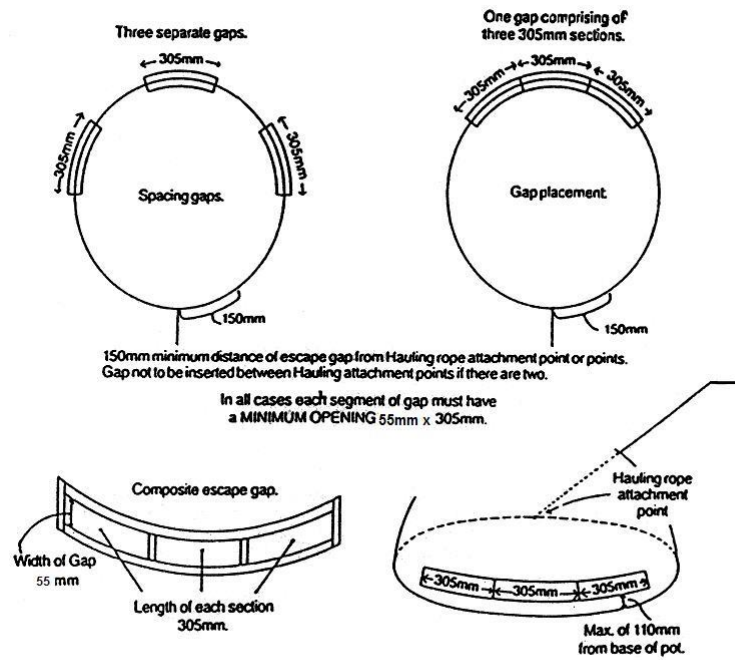 Three separate gaps.
305mm
305mm
305mm
Spacing gaps.
150mm
One gap comprising of
three 305mm sections.
305mm
305mm
305mm
Gap placement.
150mm
150mm minimum distance of escape gap from Hauling rope attachment point or points.
Gap not to be inserted between Hauling attachment points if there are two.
In all cases each segment of gap must have
a MINIMUM OPENING 55mm x 305mm.
Composite escape gap.
Width of Gap
55 mm
Length of each section
305mm.
Hauling rope
attachment
point
305mm
305mm
305mm
Max. of 110mm
from base of pot.